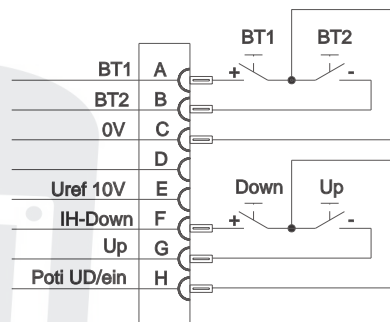 BT1 BT2
BT1 A + -
BT2 B
0V C
D
Uref 10V E Down Up
IH-Down F + -
Up G
Poti UD/ein H